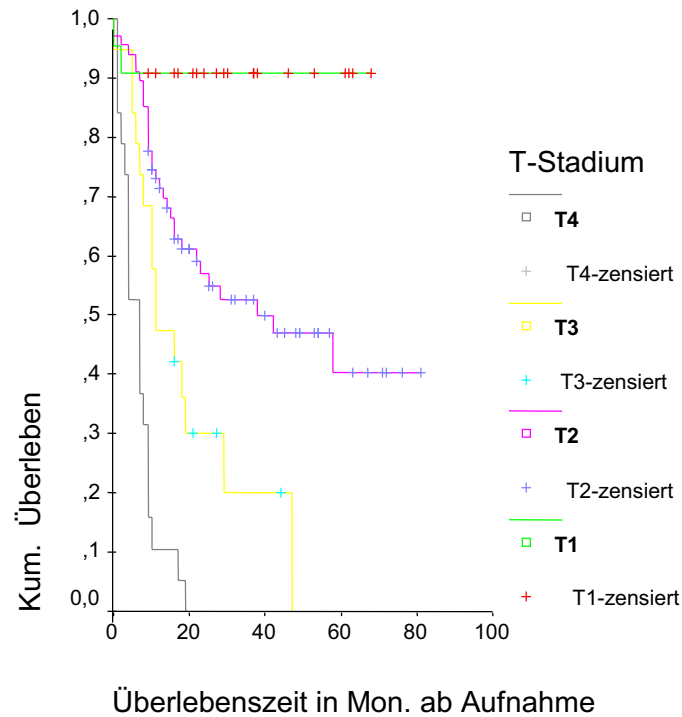 1,0
,9
,8
,7
,6
,5
,4
,3
,2
,1
0,0
Kum. Überleben
0 20 40 60 80 100
Überlebenszeit in Mon. ab Aufnahme
T-Stadium
T4
T4-zensiert
T3
T3-zensiert
T2
T2-zensiert
T1
T1-zensiert